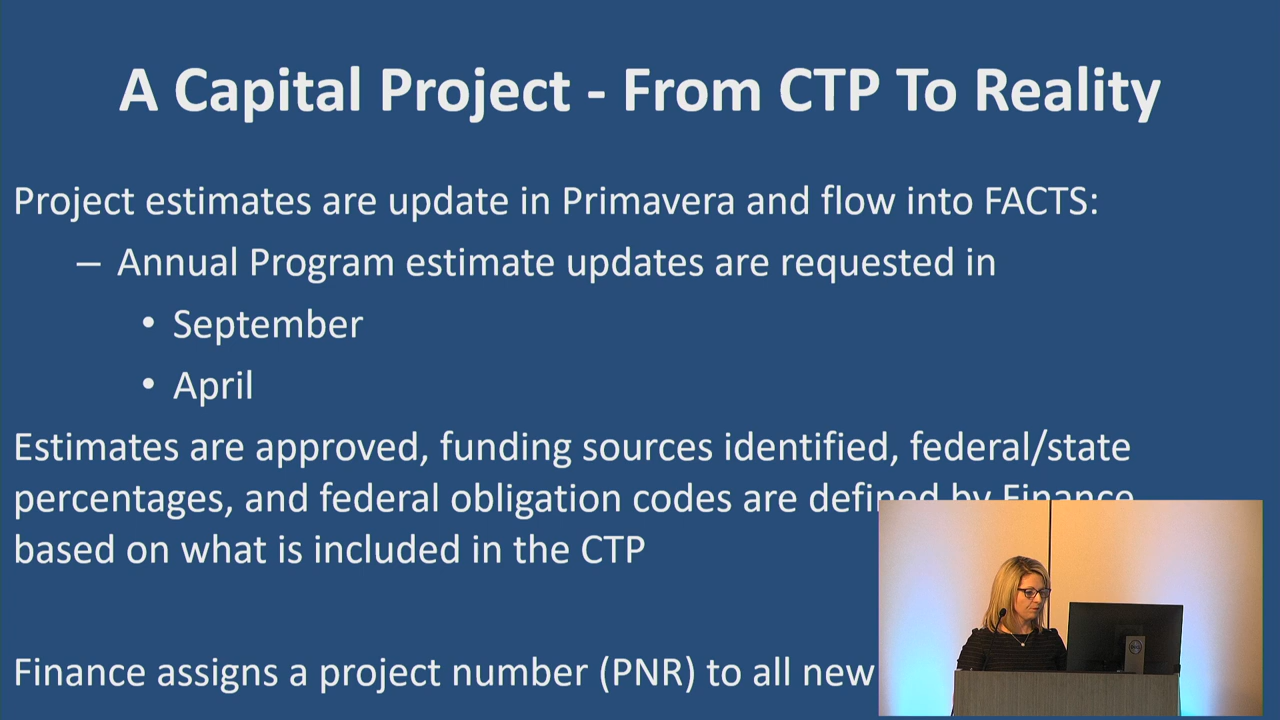 A Capital Project - From CTP To Reality
Project estimates are update in Primavera and flow into FACTS:
– Annual Program estimate updates are requested in
• September
• April
Estimates are approved, funding sources identified, federal/state
percentages, and federal obligation codes are defined by Finance
based on what is included in the CTP
Finance assigns a project number (PNR) to all new